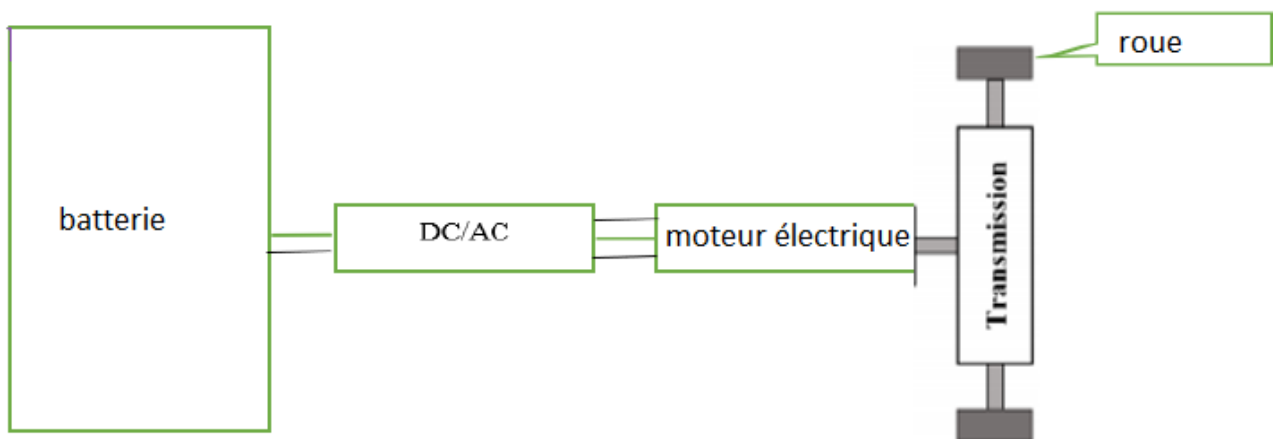 roue
batterie
DC/AC
moteur électrique
Transmission